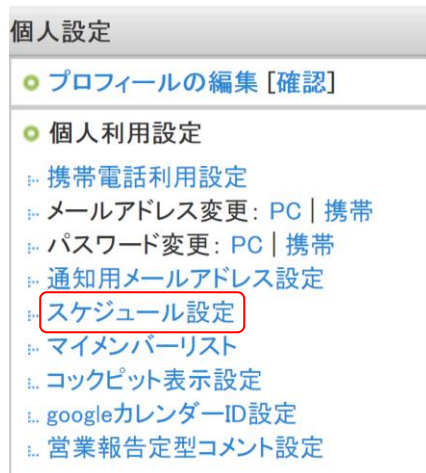 個人設定
プロフィールの編集 [確認]
個人利用設定
携帯電話利用設定
メールアドレス変更: PC | 携帯
パスワード変更: PC | 携帯
通知用メールアドレス設定
スケジュール設定
マイメンバーリスト
コックピット表示設定
googleカレンダーID設定
営業報告定型コメント設定